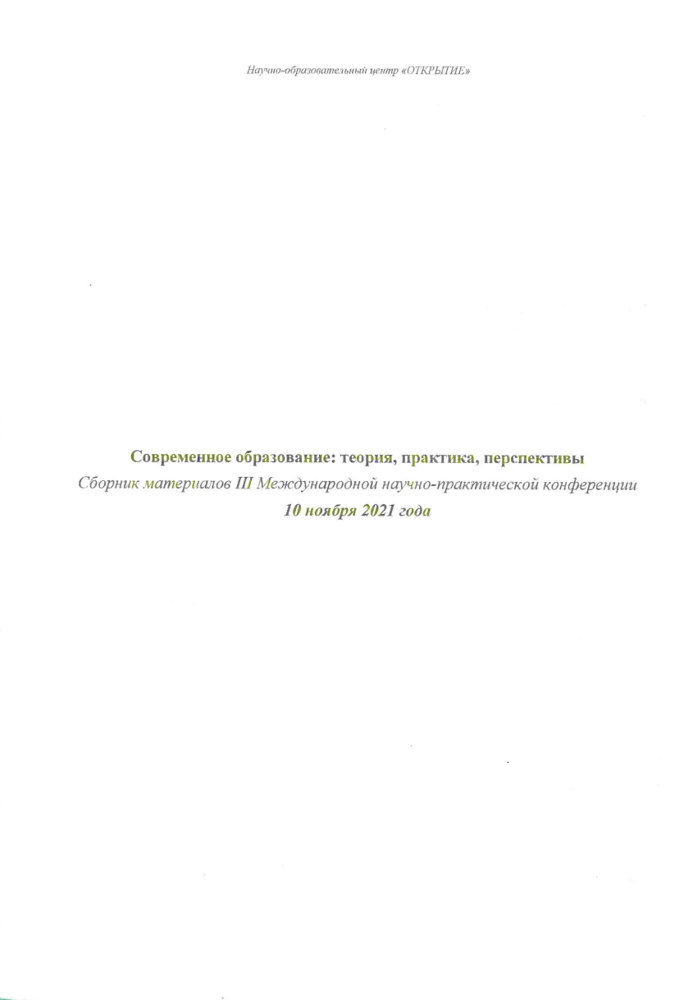 Научно-образовательный центр «ОТКРЫТИЕ»
Современное образование: теория, практика, перспективы
Сборник материалов III Международной научно-практической конференции
10 ноября 2021 года